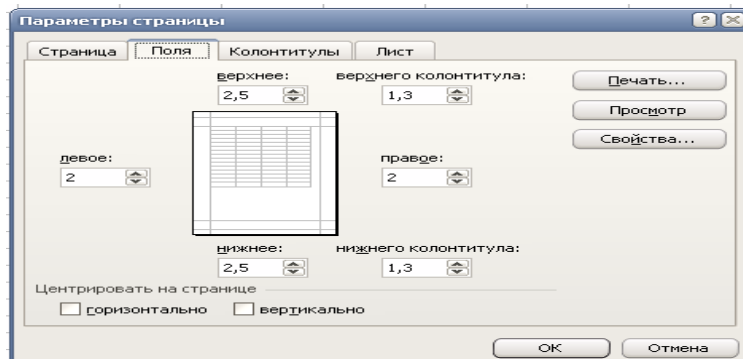 Параметры страницы
Страница Поля Колонтитулы Лист
верхнее: верхнего колонтитула:
2,5 1,3
Печать...
Просмотр
Свойства...
левое: правое:
2 2
нижнее: нижнего колонтитула:
2,5 1,3
Центрировать на странице
горизонтально вертикально
OK Отмена